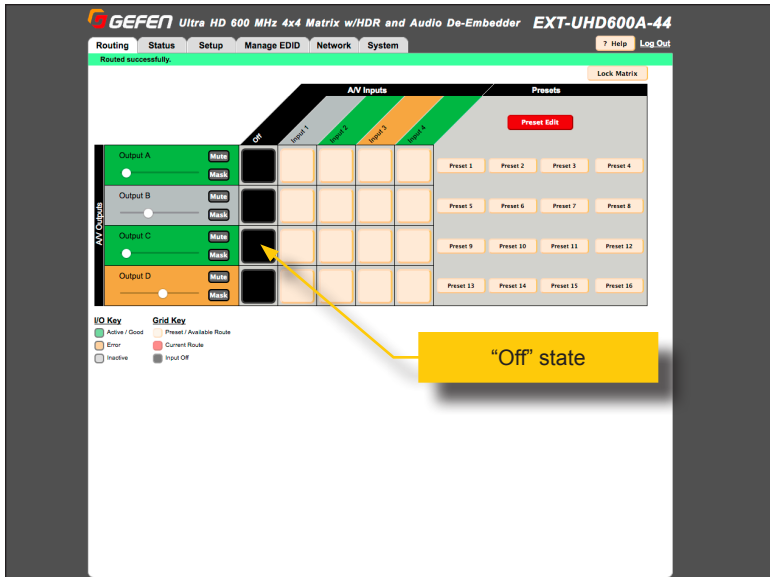 GEFEN Ultra HD 600 MHz 4x4 Matrix w/HDR and Audio De-Embedder EXT-UHD600A-44
Routing Status Setup Manage EDID Network System ? Help Log Out
Routed successfully.
Lock Matrix
A/V Inputs Presets
Off Input 1 Input 2 Input 3 Input 4
Preset Edit
A/V Outputs
Output A Mute
Mask
Preset 1 Preset 2 Preset 3 Preset 4
Output B Mute
Mask
Preset 5 Preset 6 Preset 7 Preset 8
Output C Mute
Mask
Preset 9 Preset 10 Preset 11 Preset 12
Output D Mute
Mask
Preset 13 Preset 14 Preset 15 Preset 16
I/O Key Grid Key
Active / Good Preset / Available Route
Error Current Route
Inactive Input Off
“Off” state